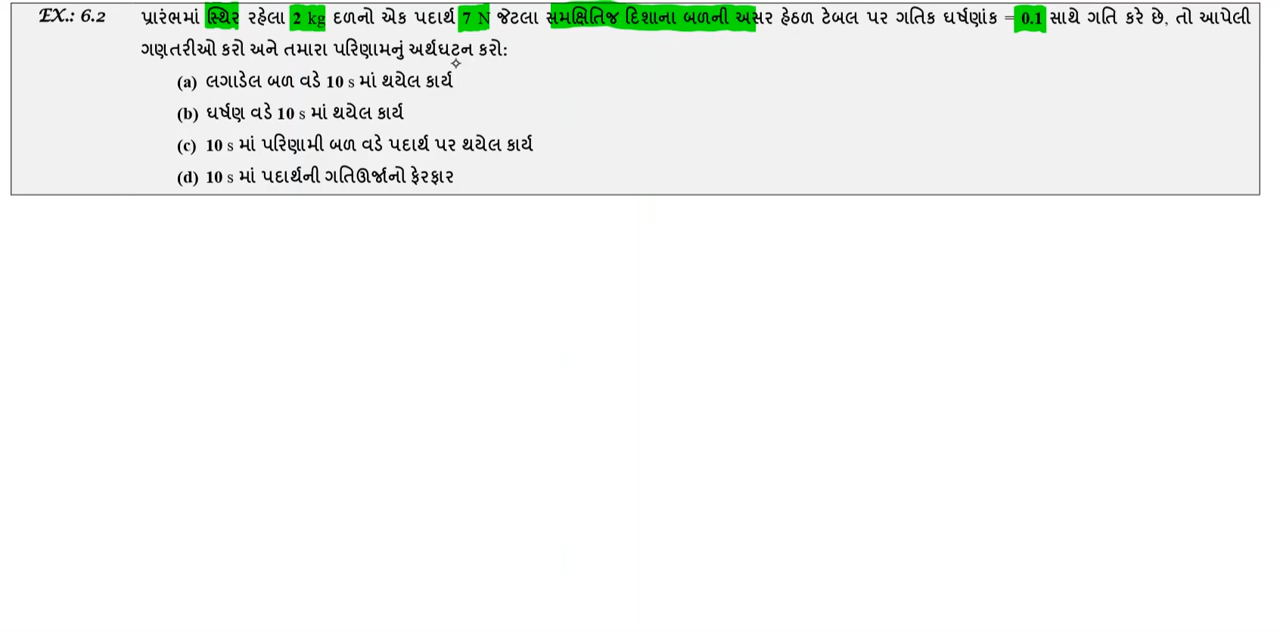 EX.: 6.2 પ્રારંભમાં સ્થિર રહેલા 2 kg દળનો એક પદાર્થ 7 N જેટલા સમક્ષિતિજ દિશાના બળની અસર હેઠળ ટેબલ પર ગતિક ઘર્ષણાંક = 0.1 સાથે ગતિ કરે છે, તો આપેલી
ગણતરીઓ કરો અને તમારા પરિણામનું અર્થઘટન કરો:
(a) લગાડેલ બળ વડે 10 s માં થયેલ કાર્ય
(b) ઘર્ષણ વડે 10 s માં થયેલ કાર્ય
(c) 10 s માં પરિણામી બળ વડે પદાર્થ પર થયેલ કાર્ય
(d) 10 s માં પદાર્થની ગતિઊર્જાનો ફેરફાર